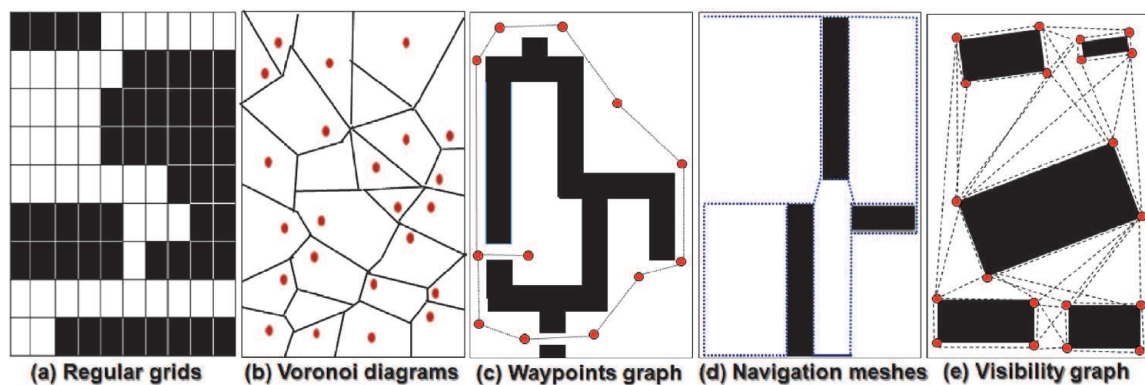 (a) Regular grids (b) Voronoi diagrams (c) Waypoints graph (d) Navigation meshes (e) Visibility graph